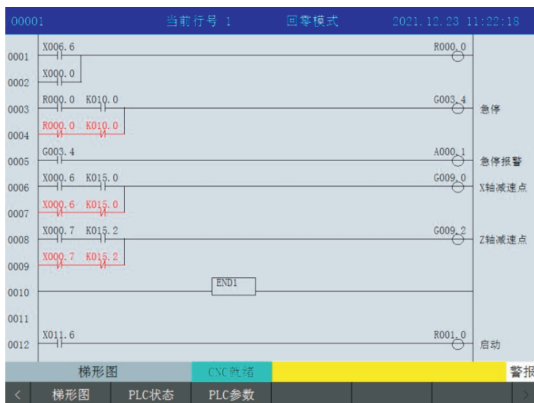 00001 当前行号 1 回零模式 2021.12.23 11:22:18
X006.6 R000.0
0001
X000.0
0002
R000.0 K010.0 G003.4
0003 急停
R000.0 K010.0
0004
G003.4 A000.1
0005 急停报警
X000.6 K015.0 G009.0
0006 X轴减速点
X000.6 K015.0
0007
X000.7 K015.2 G009.2
0008 Z轴减速点
X000.7 K015.2
0009
END1
0010
0011
X011.6 R001.0
0012 启动
梯形图 CNC就绪 警报
< 梯形图 PLC状态 PLC参数 >